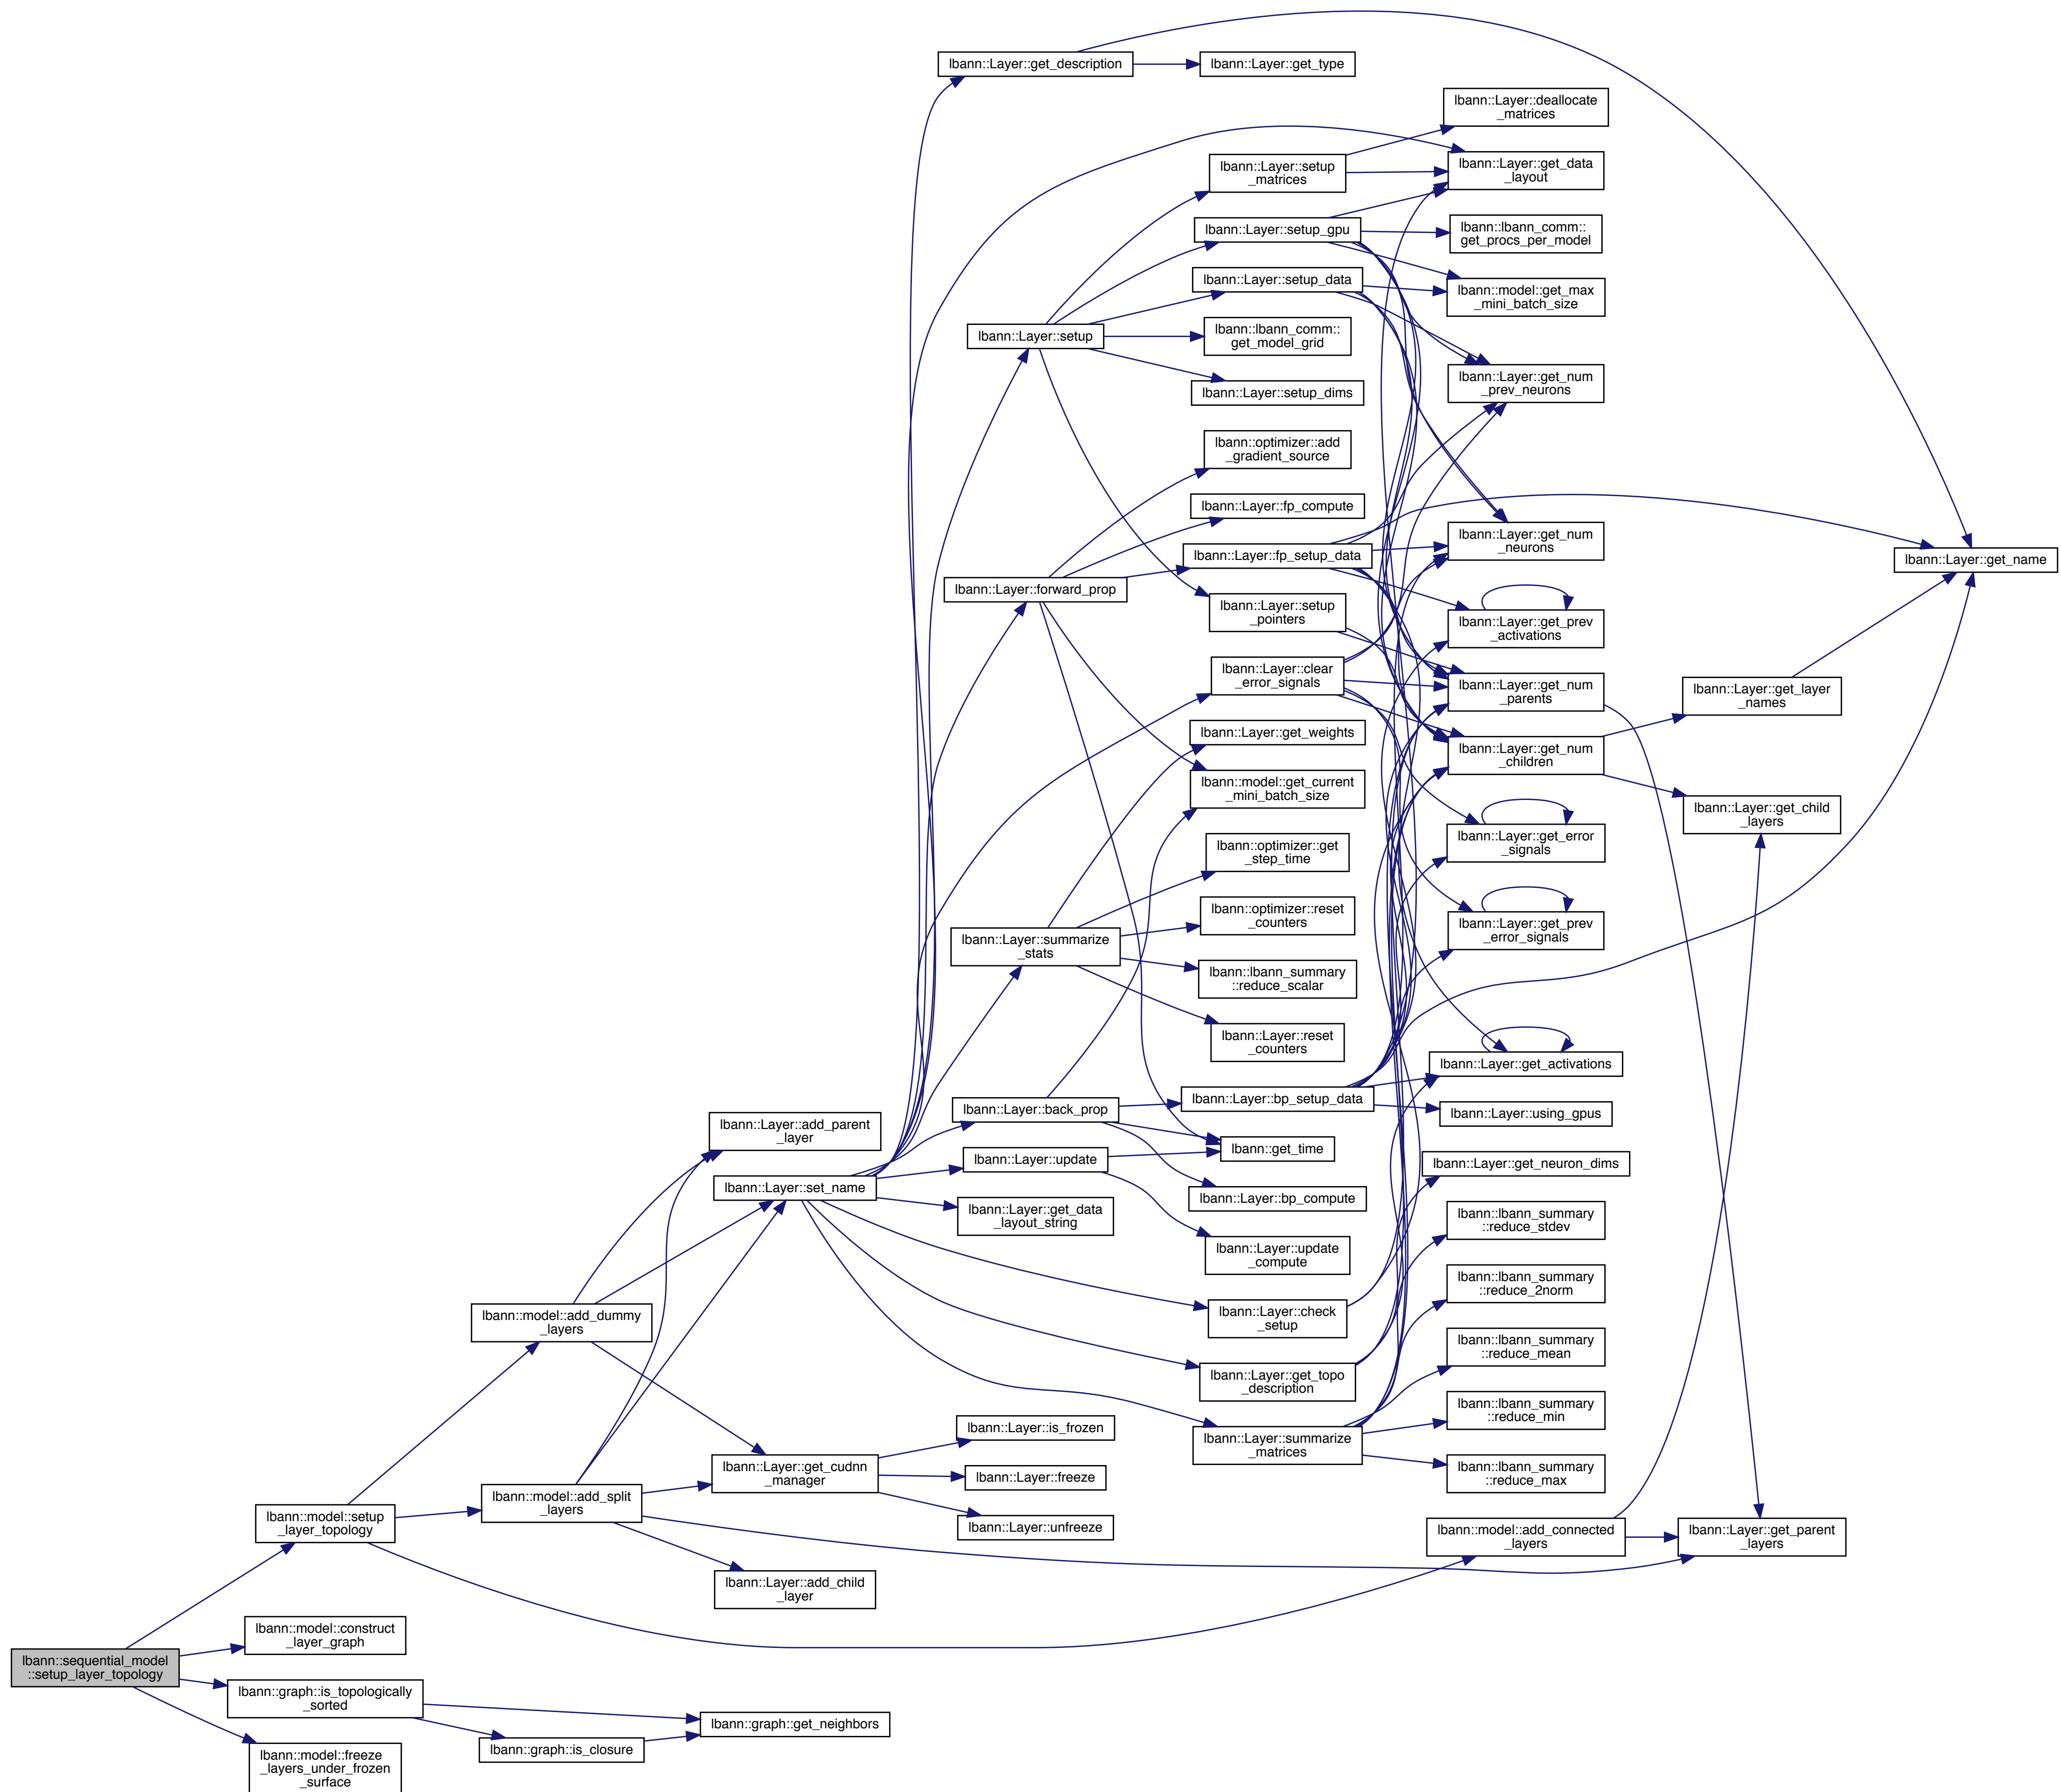 lbann::sequential_model
::setup_layer_topology
lbann::model::setup
_layer_topology
lbann::model::construct
_layer_graph
lbann::graph::is_topologically
_sorted
lbann::model::freeze
_layers_under_frozen
_surface
lbann::model::add_dummy
_layers
lbann::model::add_split
_layers
lbann::graph::is_closure
lbann::Layer::add_parent
_layer
lbann::Layer::set_name
lbann::Layer::get_cudnn
_manager
lbann::Layer::add_child
_layer
lbann::graph::get_neighbors
lbann::Layer::get_description
lbann::Layer::setup
lbann::Layer::forward_prop
lbann::Layer::summarize
_stats
lbann::Layer::back_prop
lbann::Layer::update
lbann::Layer::get_data
_layout_string
lbann::Layer::is_frozen
lbann::Layer::freeze
lbann::Layer::unfreeze
lbann::Layer::get_type
lbann::Layer::setup
_matrices
lbann::Layer::setup_gpu
lbann::Layer::setup_data
lbann::lbann_comm::
get_model_grid
lbann::Layer::setup_dims
lbann::optimizer::add
_gradient_source
lbann::Layer::fp_compute
lbann::Layer::fp_setup_data
lbann::Layer::setup
_pointers
lbann::Layer::clear
_error_signals
lbann::Layer::get_weights
lbann::model::get_current
_mini_batch_size
lbann::optimizer::get
_step_time
lbann::optimizer::reset
_counters
lbann::lbann_summary
::reduce_scalar
lbann::Layer::reset
_counters
lbann::Layer::bp_setup_data
lbann::get_time
lbann::Layer::bp_compute
lbann::Layer::update
_compute
lbann::Layer::check
_setup
lbann::Layer::get_topo
_description
lbann::Layer::summarize
_matrices
lbann::Layer::deallocate
_matrices
lbann::Layer::get_data
_layout
lbann::lbann_comm::
get_procs_per_model
lbann::model::get_max
_mini_batch_size
lbann::Layer::get_num
_prev_neurons
lbann::Layer::get_num
_neurons
lbann::Layer::get_prev
_activations
lbann::Layer::get_num
_parents
lbann::Layer::get_num
_children
lbann::Layer::get_error
_signals
lbann::Layer::get_prev
_error_signals
lbann::Layer::get_activations
lbann::Layer::using_gpus
lbann::Layer::get_neuron_dims
lbann::lbann_summary
::reduce_stdev
lbann::lbann_summary
::reduce_2norm
lbann::lbann_summary
::reduce_mean
lbann::lbann_summary
::reduce_min
lbann::lbann_summary
::reduce_max
lbann::model::add_connected
_layers
lbann::Layer::get_layer
_names
lbann::Layer::get_child
_layers
lbann::Layer::get_parent
_layers
lbann::Layer::get_name